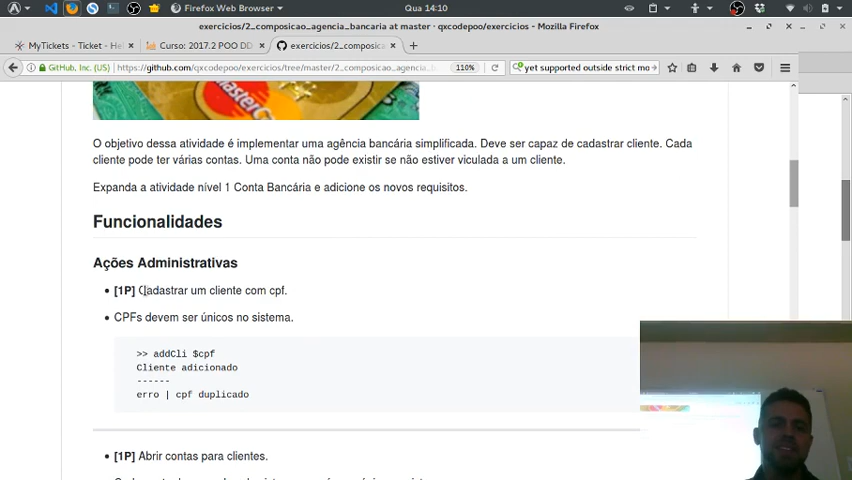 Firefox Web Browser
Qua 14:10
exercicios/2_composicao_agencia_bancaria at master · qxcodepoo/exercicios - Mozilla Firefox
MyTickets - Ticket - Hel
Curso: 2017.2 POO DD
exercicios/2_composica
GitHub, Inc. (US)
https://github.com/qxcodepoo/exercicios/tree/master/2_composicao_agencia_b
110%
yet supported outside strict mo
MasterC
O objetivo dessa atividade é implementar uma agência bancária simplificada. Deve ser capaz de cadastrar cliente. Cada
cliente pode ter várias contas. Uma conta não pode existir se não estiver viculada a um cliente.
Expanda a atividade nível 1 Conta Bancária e adicione os novos requisitos.
Funcionalidades
Ações Administrativas
[1P] Cadastrar um cliente com cpf.
CPFs devem ser únicos no sistema.
>> addCli $cpf
Cliente adicionado
------
erro | cpf duplicado
[1P] Abrir contas para clientes.